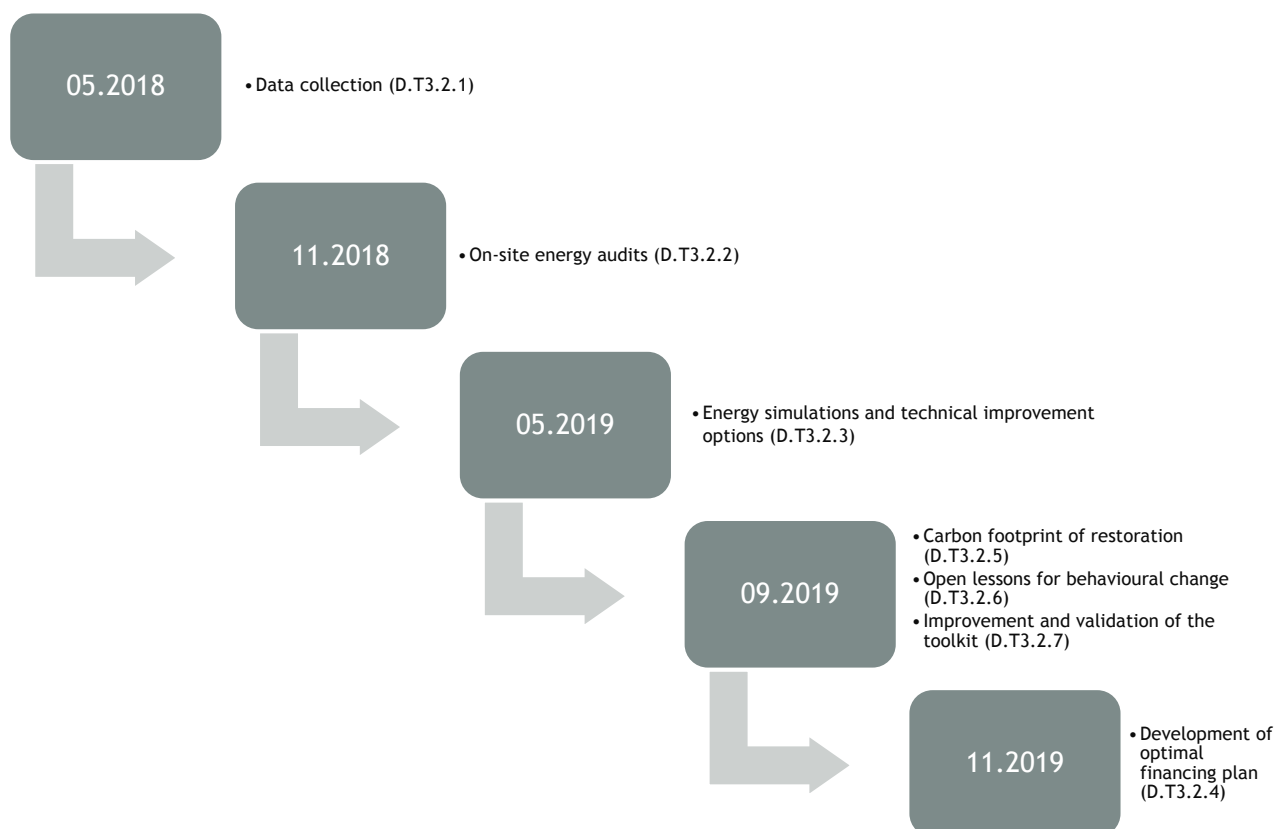 05.2018
• Data collection (D.T3.2.1)
11.2018
• On-site energy audits (D.T3.2.2)
05.2019
• Energy simulations and technical improvement
options (D.T3.2.3)
09.2019
• Carbon footprint of restoration
(D.T3.2.5)
• Open lessons for behavioural change
(D.T3.2.6)
• Improvement and validation of the
toolkit (D.T3.2.7)
11.2019
• Development of
optimal
financing plan
(D.T3.2.4)